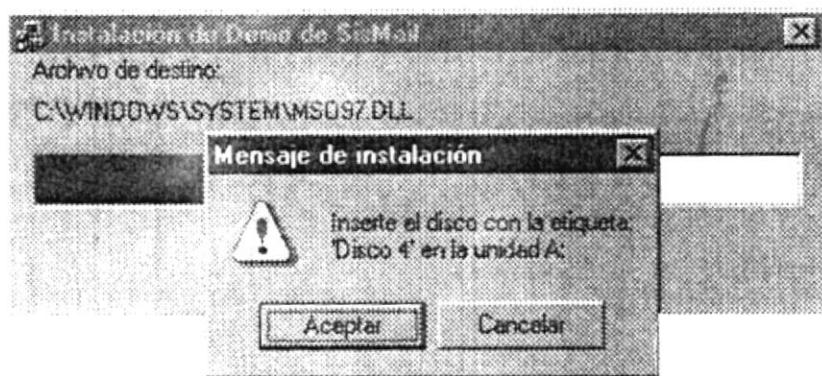 Instalación de Demo de SisMail
Archivo de destino:
C:\WINDOWS\SYSTEM\MSO97.DLL
Mensaje de instalación
Inserte el disco con la etiqueta:
'Disco 4' en la unidad A:
Aceptar
Cancelar